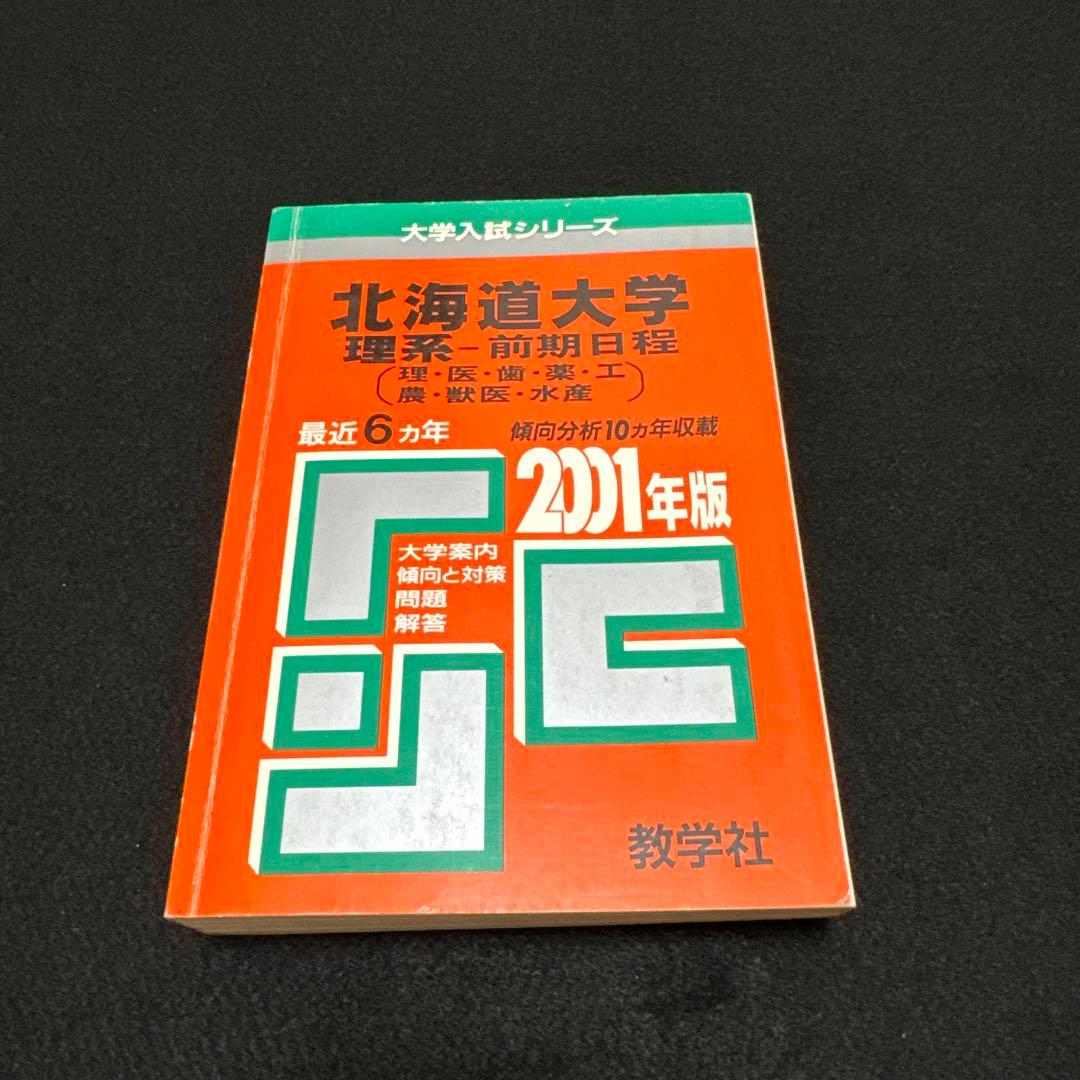 大学入試シリーズ
北海道大学
理系-前期日程
(理・医・歯・薬・工
農・獣医・水産)
最近6カ年
傾向分析10カ年収載
2001年版
大学案内
傾向と対策
問題
解答
教学社